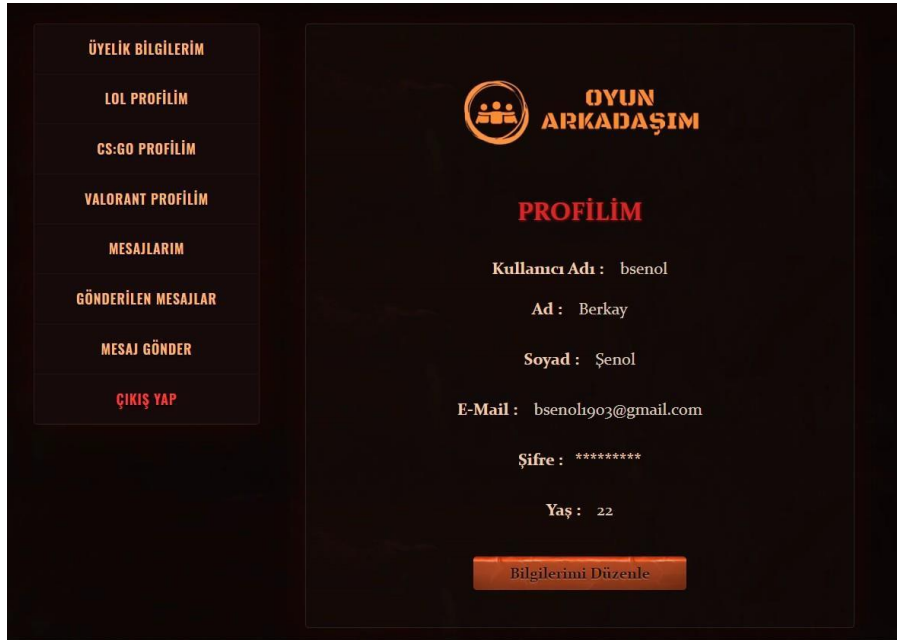 ÜYELİK BİLGİLERİM
LOL PROFİLİM
CS:GO PROFİLİM
VALORANT PROFİLİM
MESAJLARIM
GÖNDERİLEN MESAJLAR
MESAJ GÖNDER
ÇIKIŞ YAP
OYUN
ARKADAŞIM
PROFİLİM
Kullanıcı Adı : bsenol
Ad : Berkay
Soyad : Şenol
E-Mail : bsenol1903@gmail.com
Şifre : *********
Yaş : 22
Bilgilerimi Düzenle